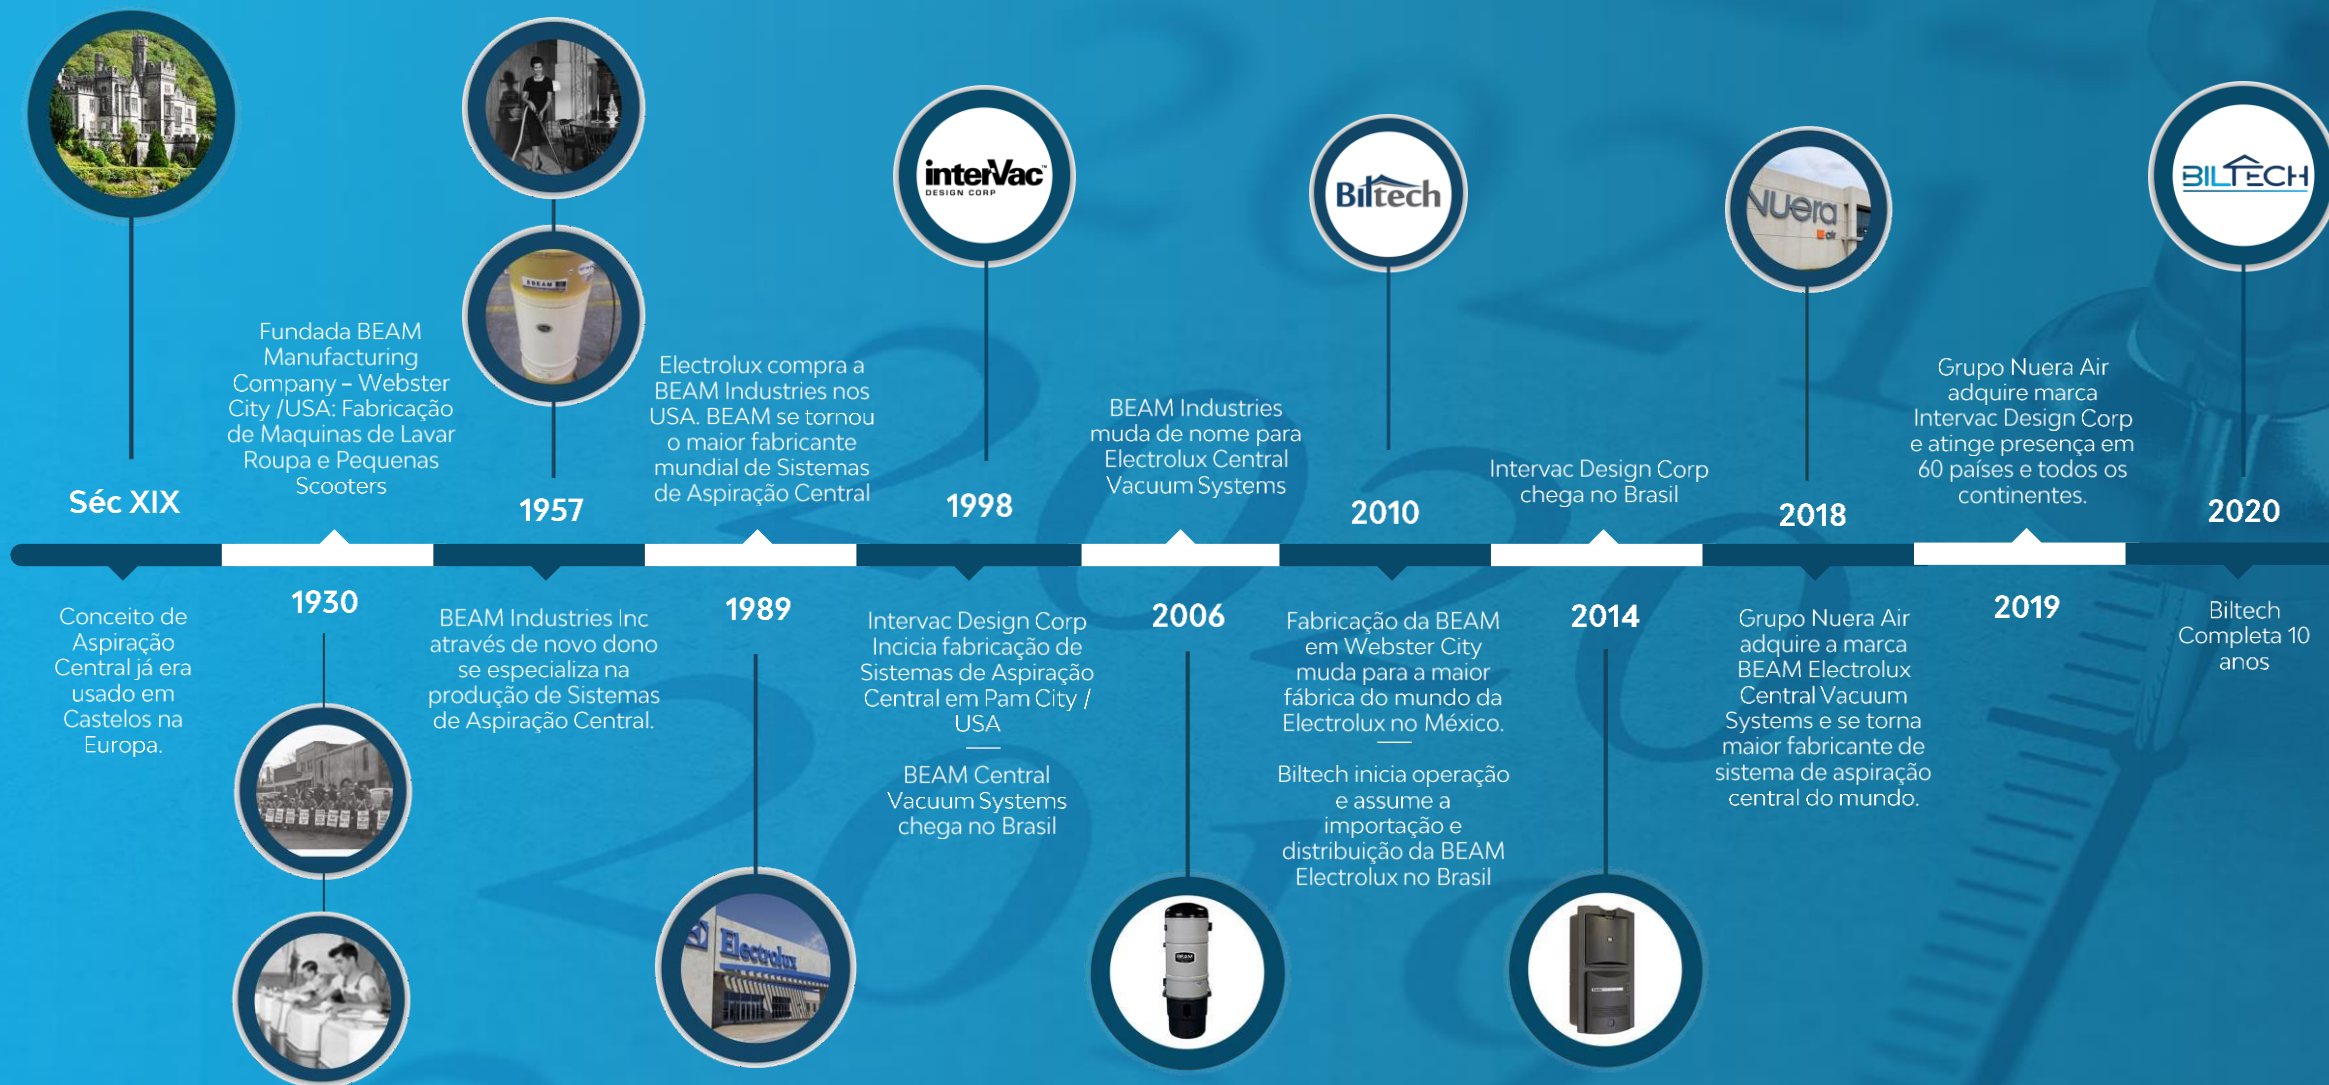 Séc XIX
Conceito de
Aspiração
Central já era
usado em
Castelos na
Europa.
Fundada BEAM
Manufacturing
Company – Webster
City /USA: Fabricação
de Maquinas de Lavar
Roupa e Pequenas
Scooters
1930
BEAM
1957
BEAM Industries Inc
através de novo dono
se especializa na
produção de Sistemas
de Aspiração Central.
Electrolux compra a
BEAM Industries nos
USA. BEAM se tornou
o maior fabricante
mundial de Sistemas
de Aspiração Central
1989
Electrolux
interVac™
DESIGN CORP
1998
Intervac Design Corp
Incicia fabricação de
Sistemas de Aspiração
Central em Pam City /
USA
BEAM Central
Vacuum Systems
chega no Brasil
BEAM Industries
muda de nome para
Electrolux Central
Vacuum Systems
2006
BEAM
Biltech
2010
Fabricação da BEAM
em Webster City
muda para a maior
fábrica do mundo da
Electrolux no México.
Biltech inicia operação
e assume a
importação e
distribuição da BEAM
Electrolux no Brasil
Intervac Design Corp
chega no Brasil
2014
Nuera
air
2018
Grupo Nuera Air
adquire a marca
BEAM Electrolux
Central Vacuum
Systems e se torna
maior fabricante de
sistema de aspiração
central do mundo.
Grupo Nuera Air
adquire marca
Intervac Design Corp
e atinge presença em
60 países e todos os
continentes.
2019
BILTECH
2020
Biltech
Completa 10
anos
2021
2020
2019